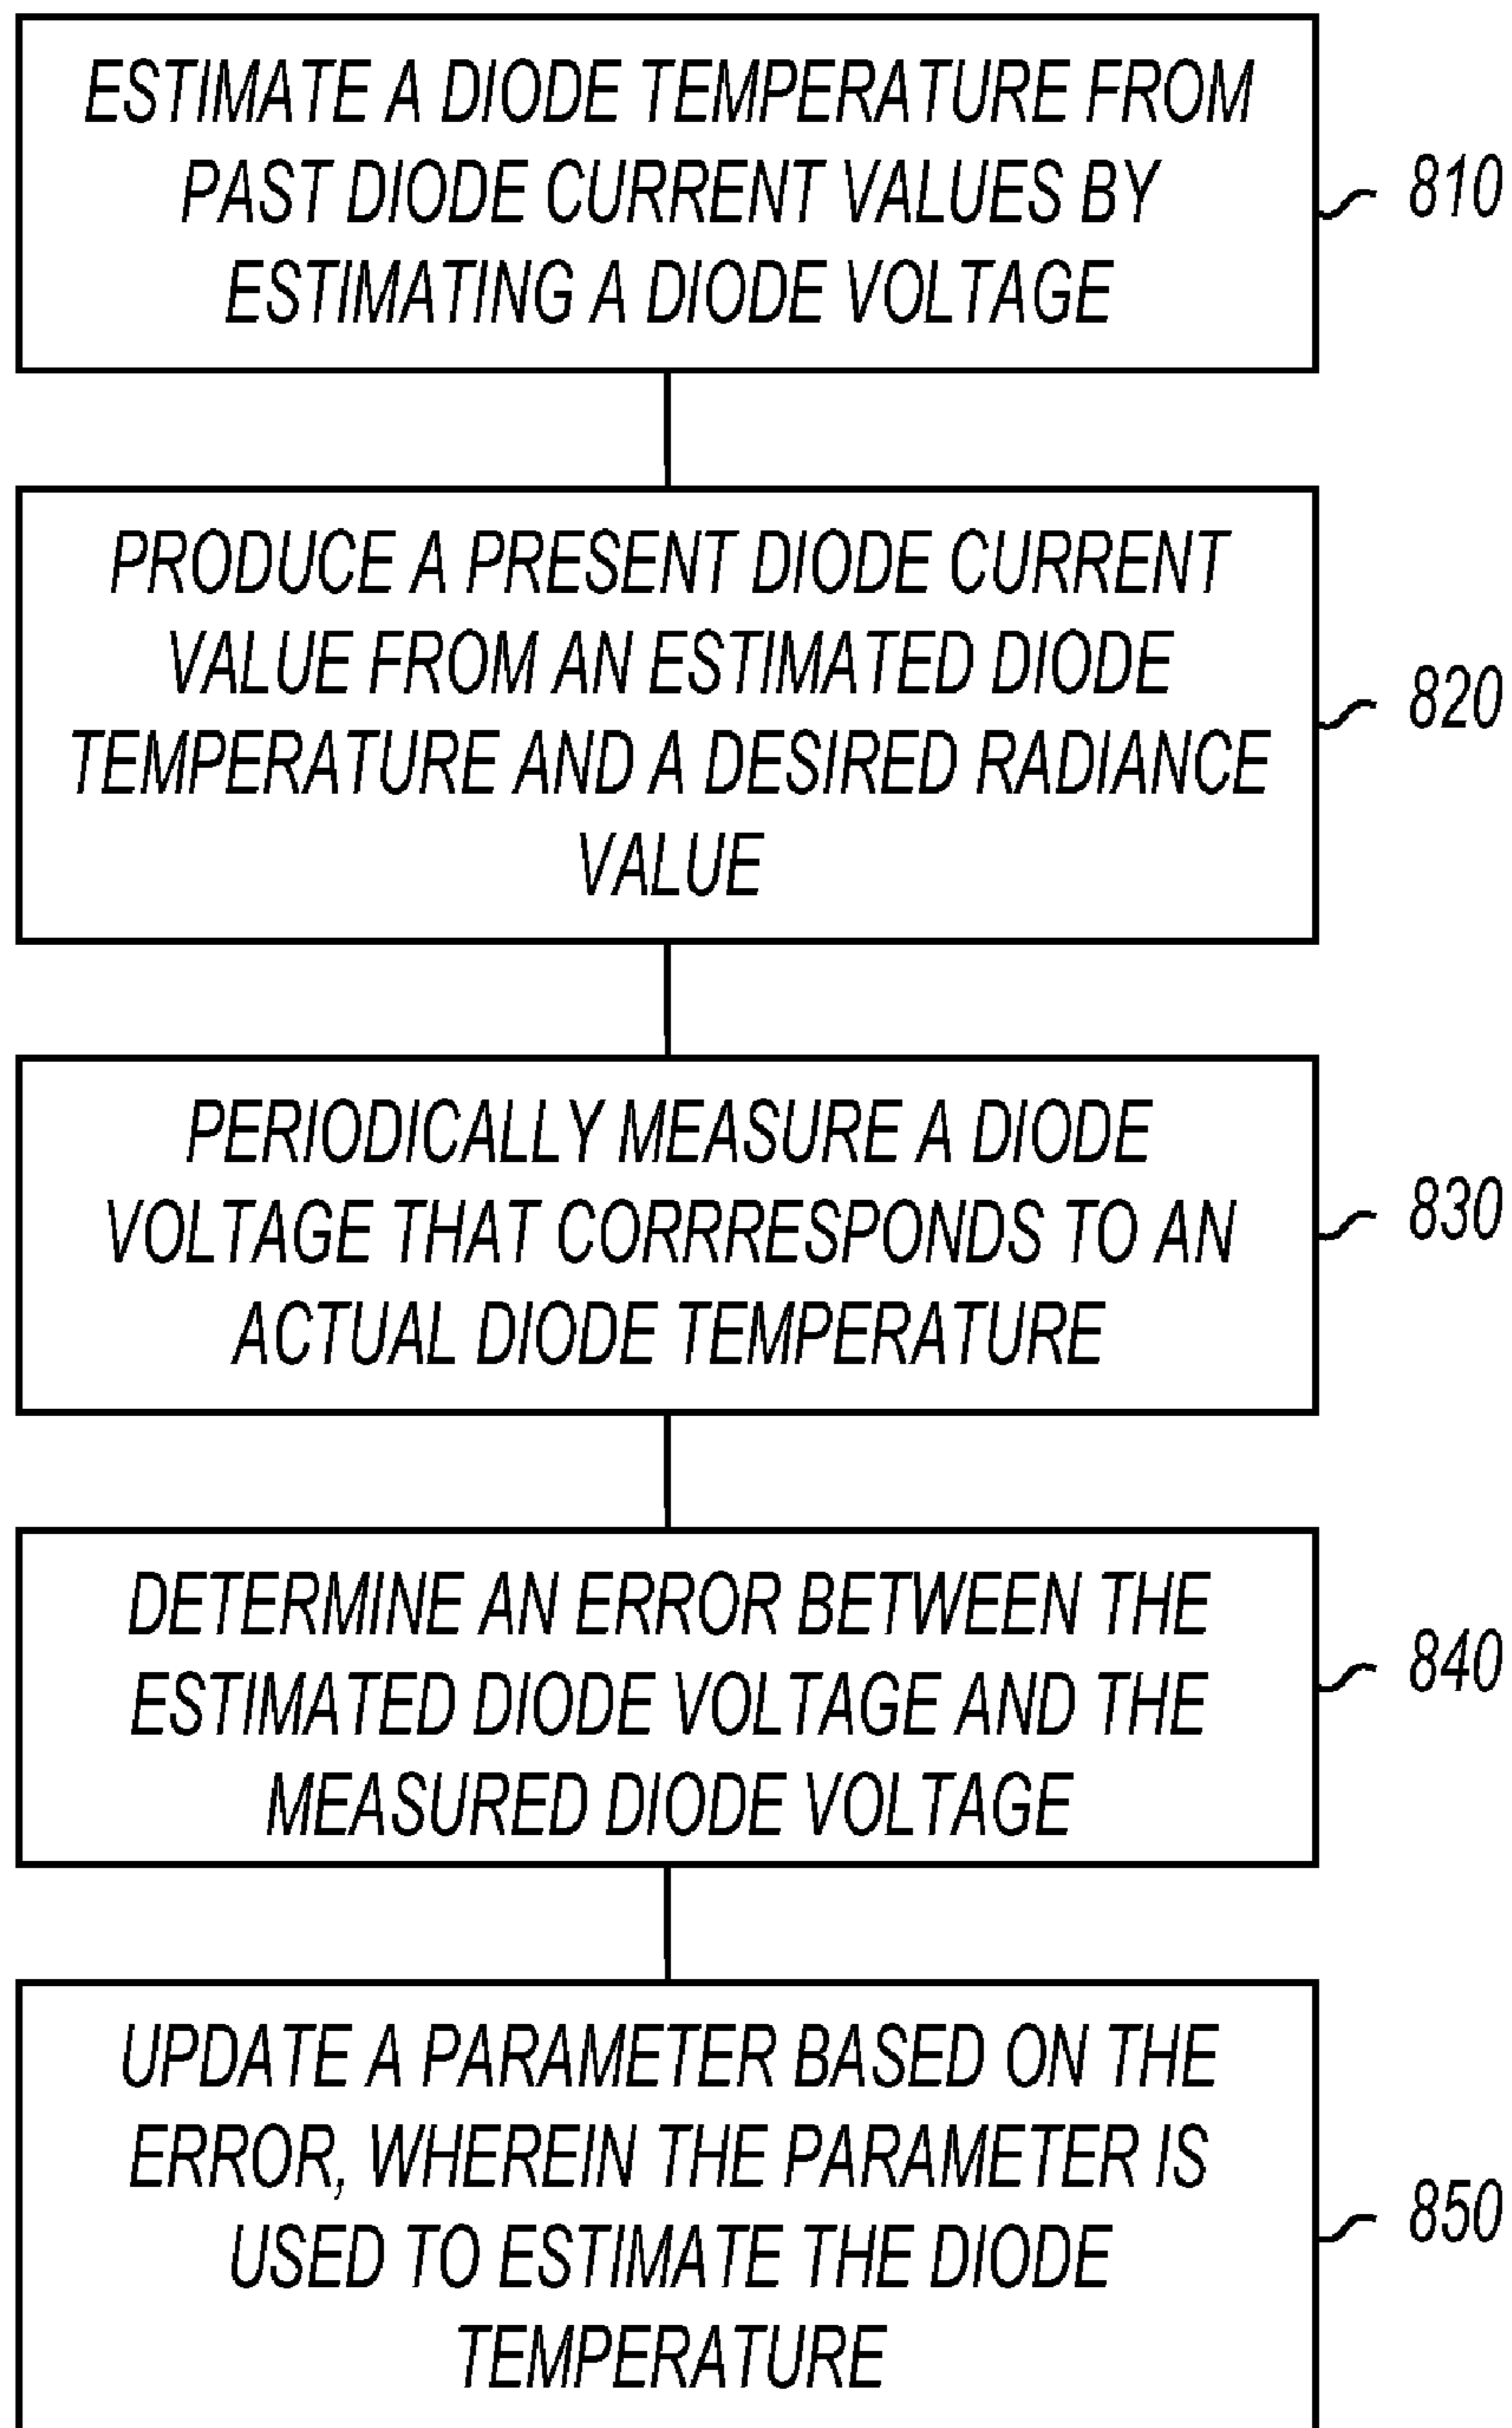 ESTIMATE A DIODE TEMPERATURE FROM
PAST DIODE CURRENT VALUES BY
ESTIMATING A DIODE VOLTAGE
810
PRODUCE A PRESENT DIODE CURRENT
VALUE FROM AN ESTIMATED DIODE
TEMPERATURE AND A DESIRED RADIANCE
VALUE
820
PERIODICALLY MEASURE A DIODE
VOLTAGE THAT CORRRESPONDS TO AN
ACTUAL DIODE TEMPERATURE
830
DETERMINE AN ERROR BETWEEN THE
ESTIMATED DIODE VOLTAGE AND THE
MEASURED DIODE VOLTAGE
840
UPDATE A PARAMETER BASED ON THE
ERROR, WHEREIN THE PARAMETER IS
USED TO ESTIMATE THE DIODE
TEMPERATURE
850